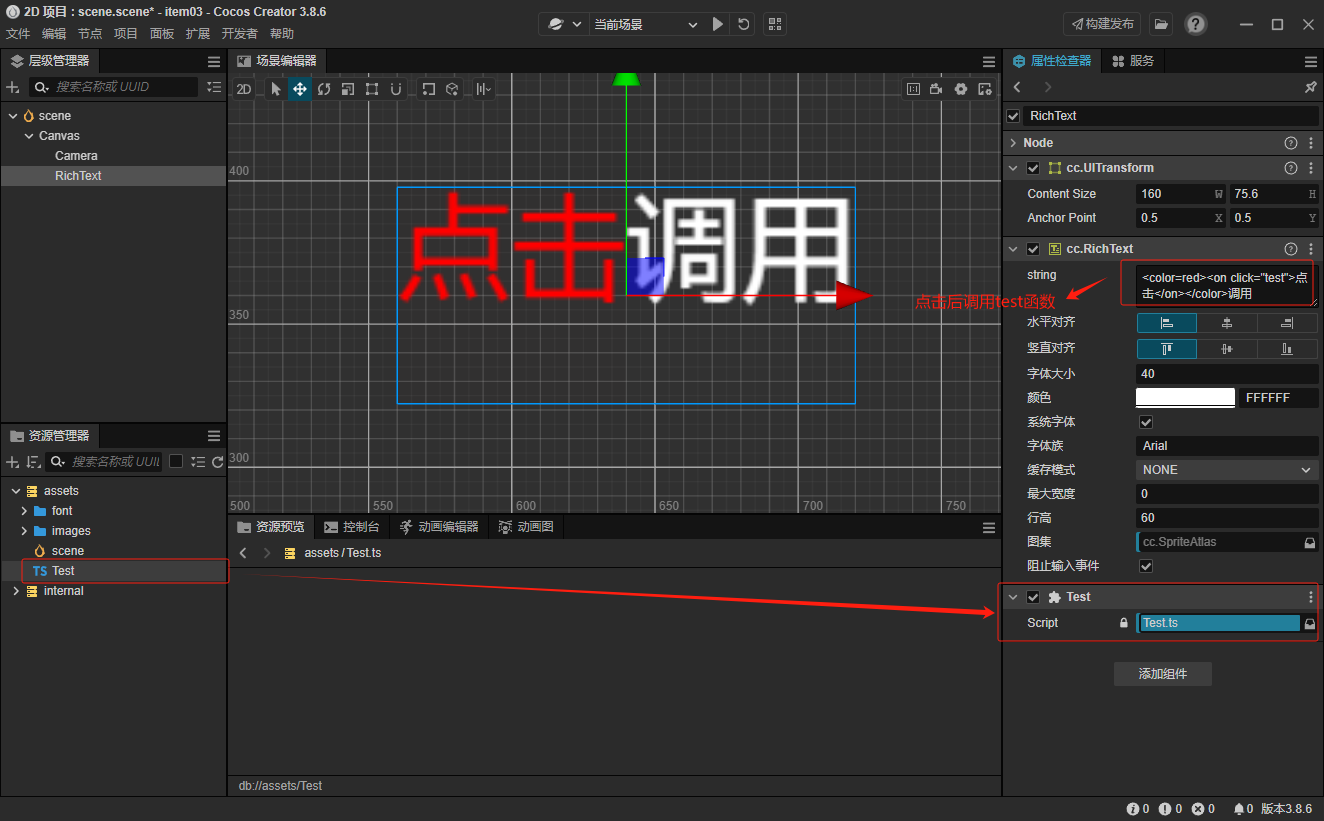 2D 项目 : scene.scene* - item03 - Cocos Creator 3.8.6
文件 编辑 节点 项目 面板 扩展 开发者 帮助
当前场景
构建发布
层级管理器
搜索名称或 UUID
scene
Canvas
Camera
RichText
资源管理器
搜索名称或 UUI
assets
font
images
scene
TS Test
internal
场景编辑器
2D
400
350
300
500 550 600 650 700 750
点击调用
点击后调用test函数
资源预览 控制台 动画编辑器 动画图
assets / Test.ts
db://assets/Test
属性检查器 服务
RichText
Node
cc.UITransform
Content Size 160 W 75.6 H
Anchor Point 0.5 X 0.5 Y
cc.RichText
string <color=red><on click="test">点
击</on></color>调用
水平对齐
竖直对齐
字体大小 40
颜色 FFFFFF
系统字体
字体族 Arial
缓存模式 NONE
最大宽度 0
行高 60
图集 cc.SpriteAtlas
阻止输入事件
Test
Script Test.ts
添加组件
0 0 0 0 版本3.8.6